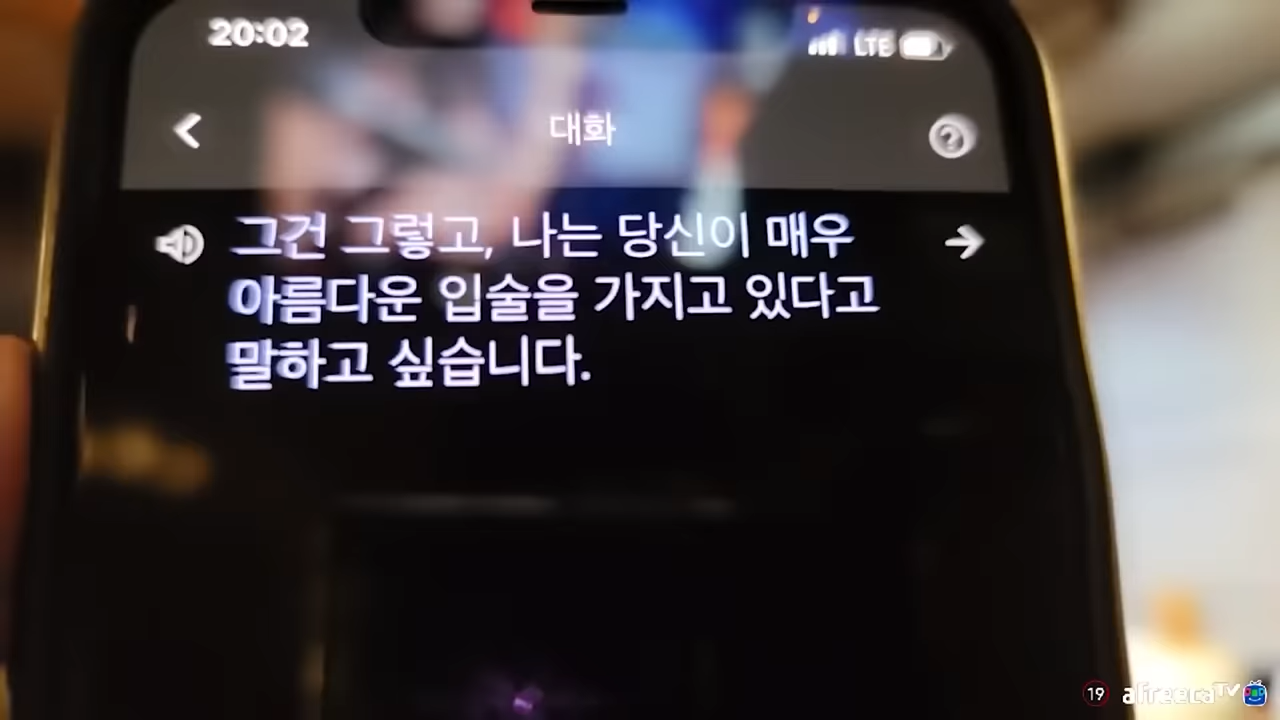 20:02
LTE
대화
그건 그렇고, 나는 당신이 매우
아름다운 입술을 가지고 있다고
말하고 싶습니다.
19 afreecaTV